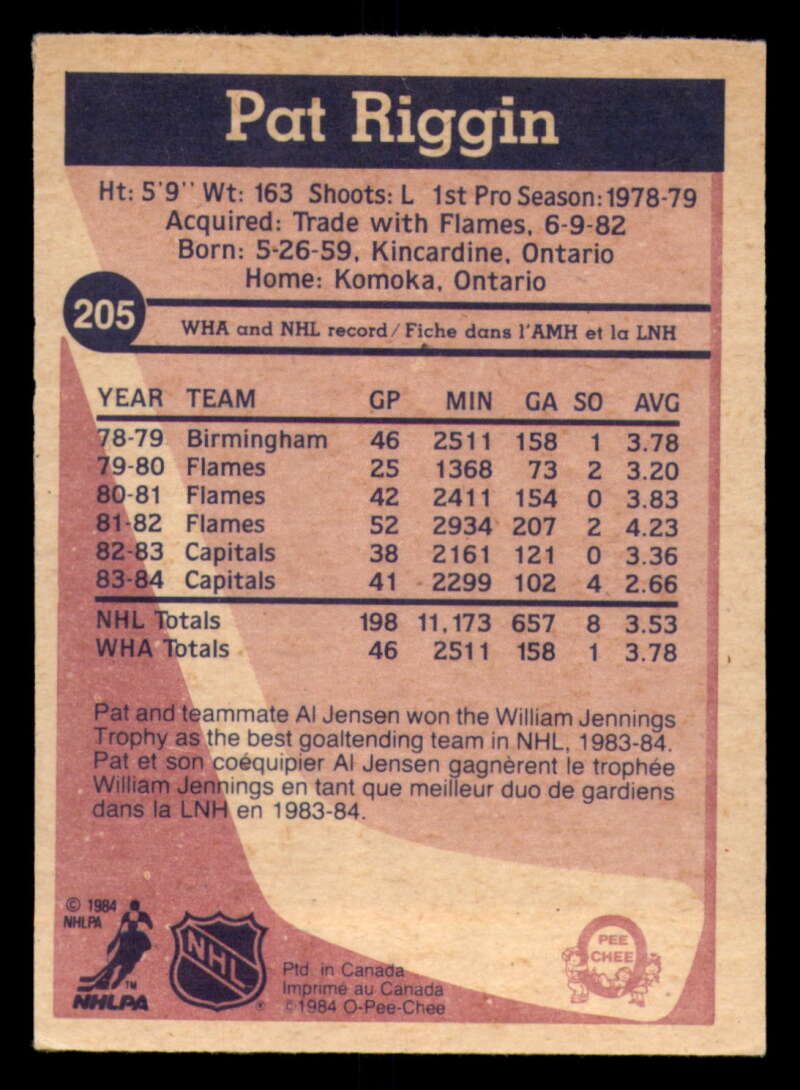 Pat Riggin
Ht: 5'9" Wt: 163 Shoots: L 1st Pro Season: 1978-79
Acquired: Trade with Flames, 6-9-82
Born: 5-26-59, Kincardine, Ontario
Home: Komoka, Ontario
205
WHA and NHL record / Fiche dans l'AMH et la LNH
YEAR TEAM GP MIN GA SO AVG
78-79 Birmingham 46 2511 158 1 3.78
79-80 Flames 25 1368 73 2 3.20
80-81 Flames 42 2411 154 0 3.83
81-82 Flames 52 2934 207 2 4.23
82-83 Capitals 38 2161 121 0 3.36
83-84 Capitals 41 2299 102 4 2.66
NHL Totals 198 11,173 657 8 3.53
WHA Totals 46 2511 158 1 3.78
Pat and teammate Al Jensen won the William Jennings
Trophy as the best goaltending team in NHL, 1983-84.
Pat et son coéquipier Al Jensen gagnèrent le trophée
William Jennings en tant que meilleur duo de gardiens
dans la LNH en 1983-84.
© 1984
NHLPA
TM
NHLPA
NHL
®
Ptd. in Canada
Imprimé au Canada
©1984 O-Pee-Chee
PEE
CHEE